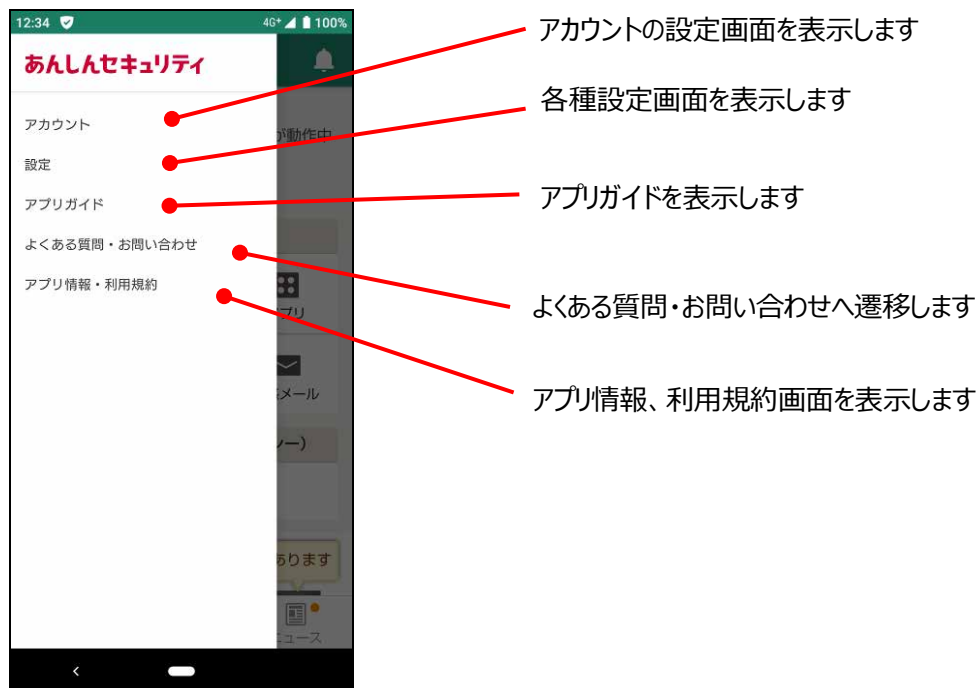 12:34
4G+ 100%
あんしんセキュリティ
アカウント
が動作中
設定
アプリガイド
よくある質問・お問い合わせ
アプリ情報・利用規約
プリ
メール
シー）
あります
ニュース
アカウントの設定画面を表示します
各種設定画面を表示します
アプリガイドを表示します
よくある質問・お問い合わせへ遷移します
アプリ情報、利用規約画面を表示します